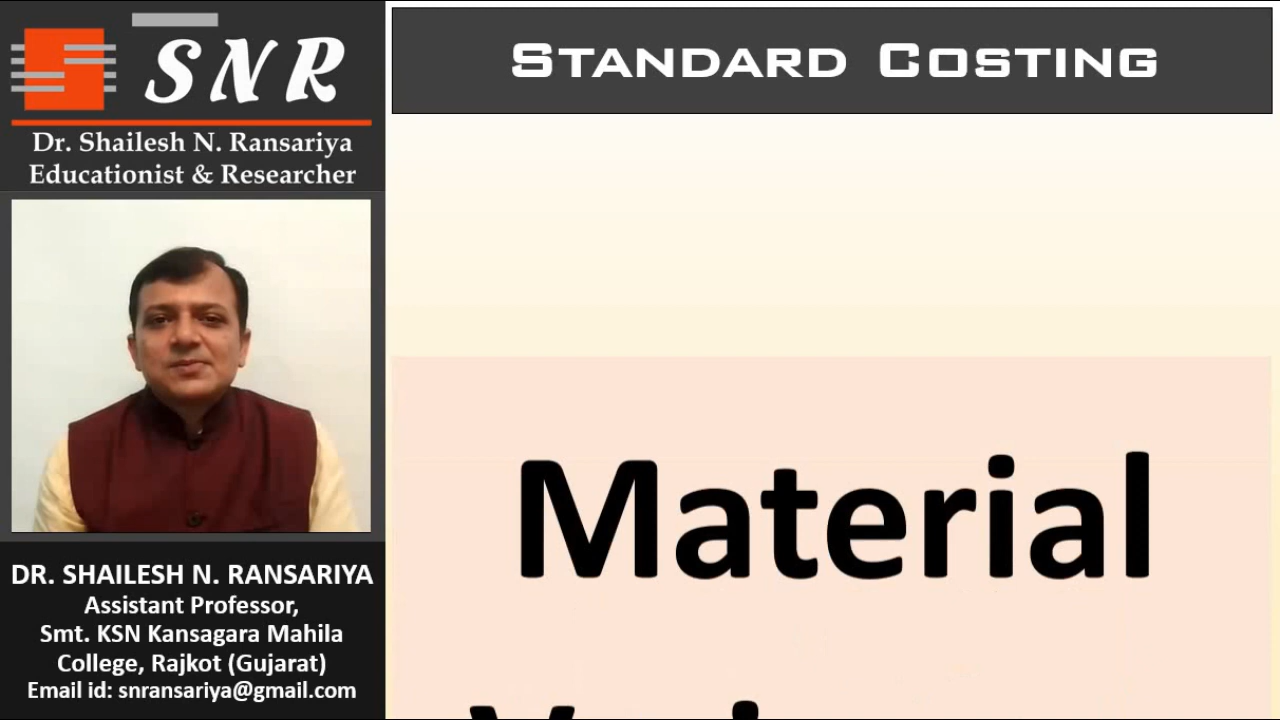 SNR
Dr. Shailesh N. Ransariya
Educationist & Researcher
DR. SHAILESH N. RANSARIYA
Assistant Professor,
Smt. KSN Kansagara Mahila
College, Rajkot (Gujarat)
Email id: snransariya@gmail.com
STANDARD COSTING
Material